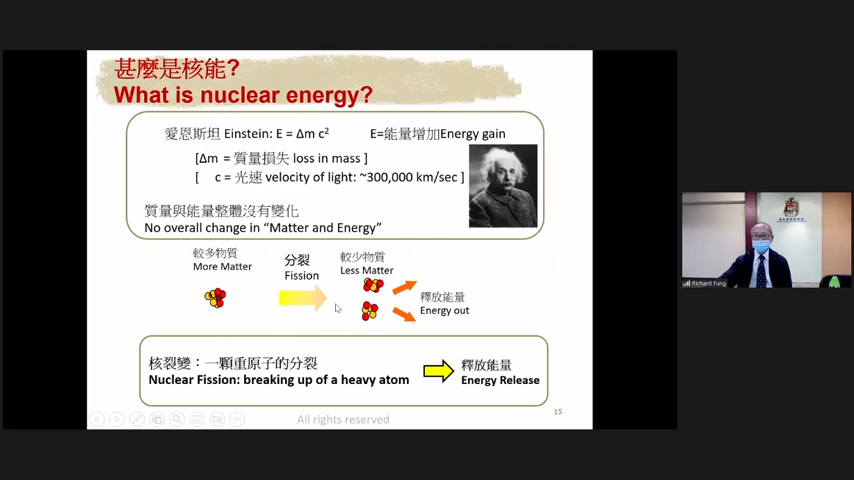 甚麼是核能?
What is nuclear energy?
愛恩斯坦 Einstein: E = Δm c² E=能量增加Energy gain
[Δm = 質量損失 loss in mass ]
[ c = 光速 velocity of light: ~300,000 km/sec ]
質量與能量整體沒有變化
No overall change in “Matter and Energy”
較多物質
More Matter
分裂
Fission
較少物質
Less Matter
釋放能量
Energy out
核裂變：一顆重原子的分裂
Nuclear Fission: breaking up of a heavy atom
釋放能量
Energy Release
All rights reserved
15
Richard Fung